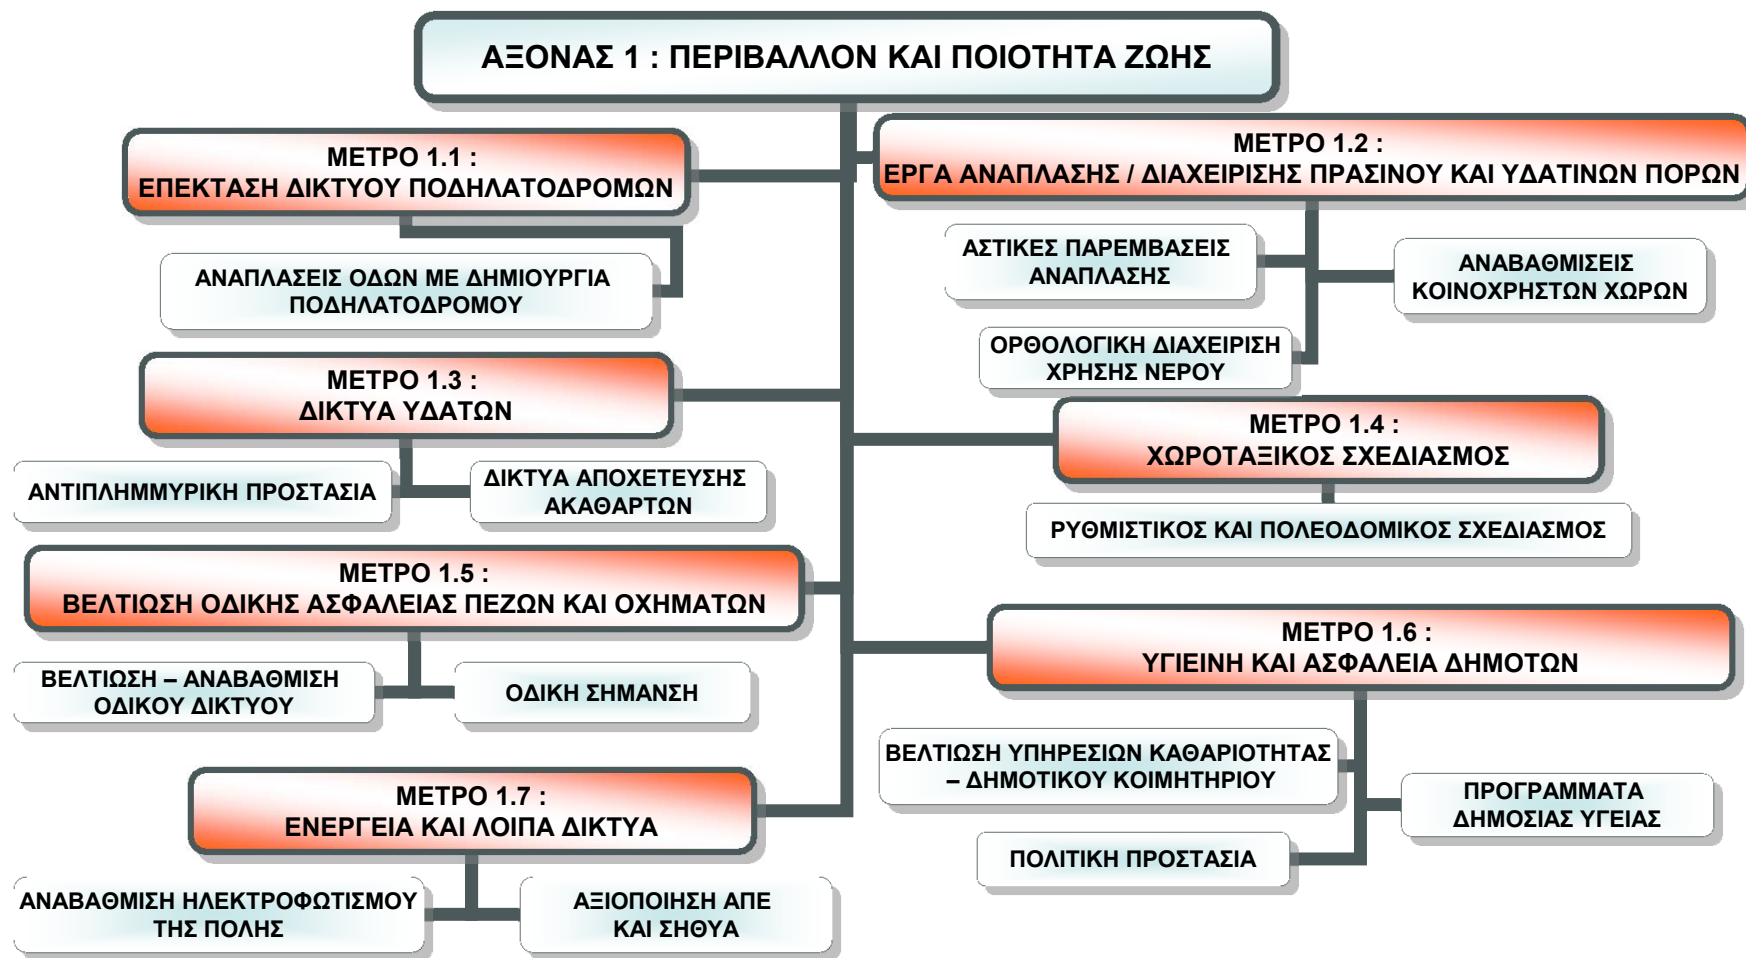 ΑΞΟΝΑΣ 1 : ΠΕΡΙΒΑΛΛΟΝ ΚΑΙ ΠΟΙΟΤΗΤΑ ΖΩΗΣ
ΜΕΤΡΟ 1.1 :
ΕΠΕΚΤΑΣΗ ΔΙΚΤΥΟΥ ΠΟΔΗΛΑΤΟΔΡΟΜΩΝ
ΑΝΑΠΛΑΣΕΙΣ ΟΔΩΝ ΜΕ ΔΗΜΙΟΥΡΓΙΑ
ΠΟΔΗΛΑΤΟΔΡΟΜΟΥ
ΜΕΤΡΟ 1.2 :
ΕΡΓΑ ΑΝΑΠΛΑΣΗΣ / ΔΙΑΧΕΙΡΙΣΗΣ ΠΡΑΣΙΝΟΥ ΚΑΙ ΥΔΑΤΙΝΩΝ ΠΟΡΩΝ
ΑΣΤΙΚΕΣ ΠΑΡΕΜΒΑΣΕΙΣ
ΑΝΑΠΛΑΣΗΣ
ΑΝΑΒΑΘΜΙΣΕΙΣ
ΚΟΙΝΟΧΡΗΣΤΩΝ ΧΩΡΩΝ
ΟΡΘΟΛΟΓΙΚΗ ΔΙΑΧΕΙΡΙΣΗ
ΧΡΗΣΗΣ ΝΕΡΟΥ
ΜΕΤΡΟ 1.3 :
ΔΙΚΤΥΑ ΥΔΑΤΩΝ
ΑΝΤΙΠΛΗΜΜΥΡΙΚΗ ΠΡΟΣΤΑΣΙΑ
ΔΙΚΤΥΑ ΑΠΟΧΕΤΕΥΣΗΣ
ΑΚΑΘΑΡΤΩΝ
ΜΕΤΡΟ 1.4 :
ΧΩΡΟΤΑΞΙΚΟΣ ΣΧΕΔΙΑΣΜΟΣ
ΡΥΘΜΙΣΤΙΚΟΣ ΚΑΙ ΠΟΛΕΟΔΟΜΙΚΟΣ ΣΧΕΔΙΑΣΜΟΣ
ΜΕΤΡΟ 1.5 :
ΒΕΛΤΙΩΣΗ ΟΔΙΚΗΣ ΑΣΦΑΛΕΙΑΣ ΠΕΖΩΝ ΚΑΙ ΟΧΗΜΑΤΩΝ
ΒΕΛΤΙΩΣΗ – ΑΝΑΒΑΘΜΙΣΗ
ΟΔΙΚΟΥ ΔΙΚΤΥΟΥ
ΟΔΙΚΗ ΣΗΜΑΝΣΗ
ΜΕΤΡΟ 1.6 :
ΥΓΙΕΙΝΗ ΚΑΙ ΑΣΦΑΛΕΙΑ ΔΗΜΟΤΩΝ
ΒΕΛΤΙΩΣΗ ΥΠΗΡΕΣΙΩΝ ΚΑΘΑΡΙΟΤΗΤΑΣ
– ΔΗΜΟΤΙΚΟΥ ΚΟΙΜΗΤΗΡΙΟΥ
ΠΡΟΓΡΑΜΜΑΤΑ
ΔΗΜΟΣΙΑΣ ΥΓΕΙΑΣ
ΠΟΛΙΤΙΚΗ ΠΡΟΣΤΑΣΙΑ
ΜΕΤΡΟ 1.7 :
ΕΝΕΡΓΕΙΑ ΚΑΙ ΛΟΙΠΑ ΔΙΚΤΥΑ
ΑΝΑΒΑΘΜΙΣΗ ΗΛΕΚΤΡΟΦΩΤΙΣΜΟΥ
ΤΗΣ ΠΟΛΗΣ
ΑΞΙΟΠΟΙΗΣΗ ΑΠΕ
ΚΑΙ ΣΗΘΥΑ